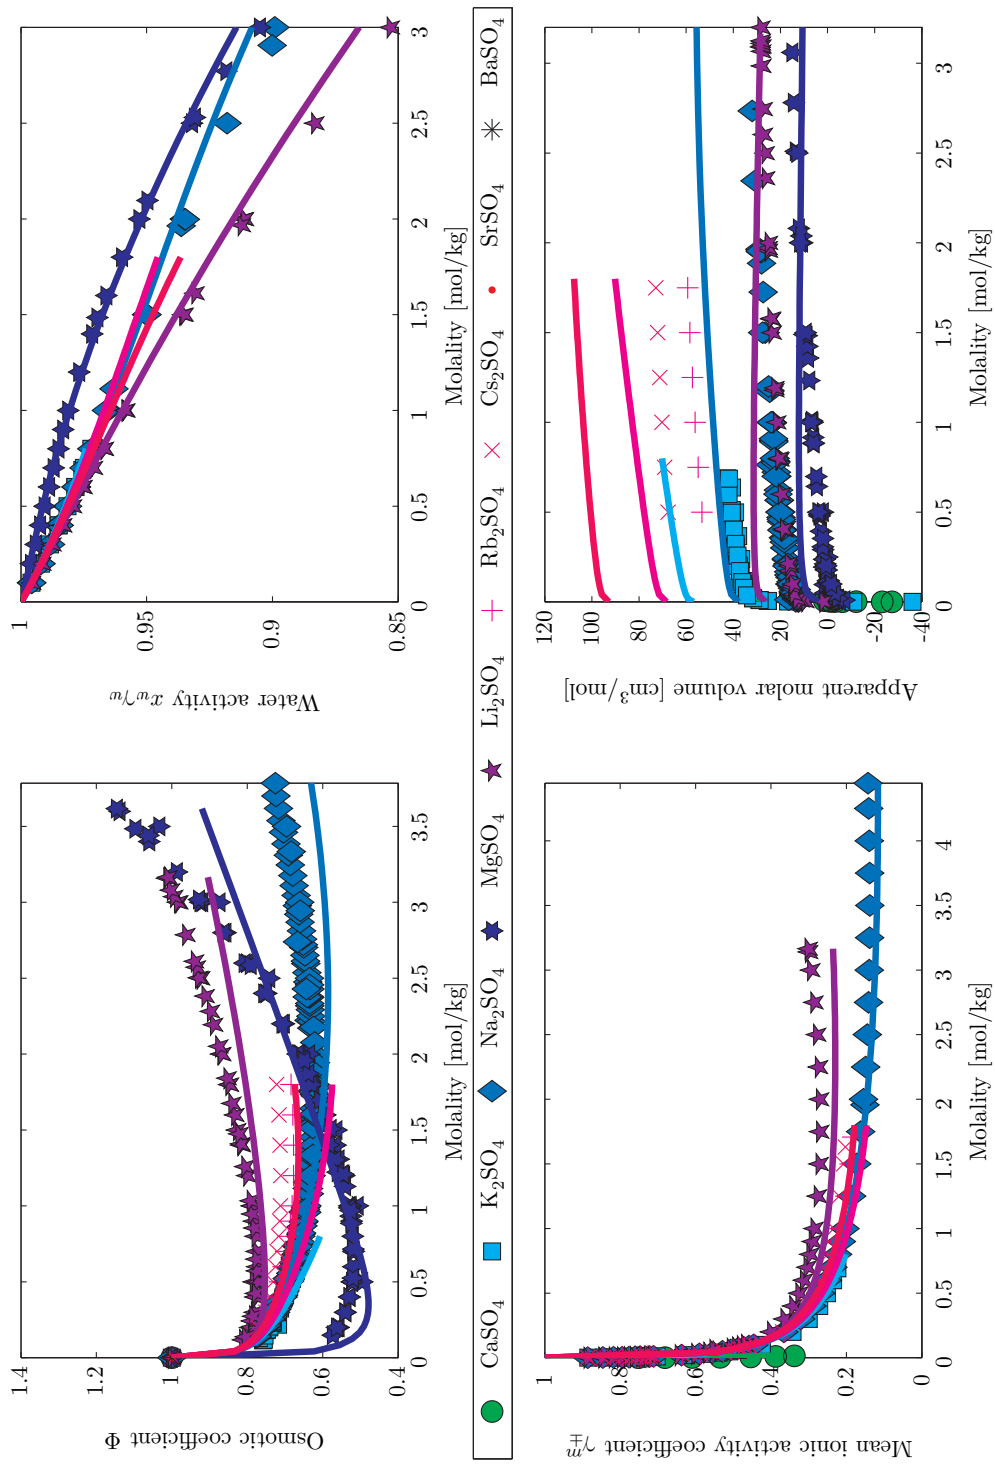 Osmotic coefficient Φ
1.4
1.2
1
0.8
0.6
0.4
0 0.5 1 1.5 2 2.5 3 3.5
Molality [mol/kg]
Water activity x_wγ_w
1
0.95
0.9
0.85
0 0.5 1 1.5 2 2.5 3
Molality [mol/kg]
CaSO₄ K₂SO₄ Na₂SO₄ MgSO₄ Li₂SO₄ Rb₂SO₄ Cs₂SO₄ SrSO₄ BaSO₄
Mean ionic activity coefficient γ±^m
1
0.8
0.6
0.4
0.2
0
0 0.5 1 1.5 2 2.5 3 3.5 4
Molality [mol/kg]
Apparent molar volume [cm³/mol]
120
100
80
60
40
20
0
-20
-40
0 0.5 1 1.5 2 2.5 3
Molality [mol/kg]